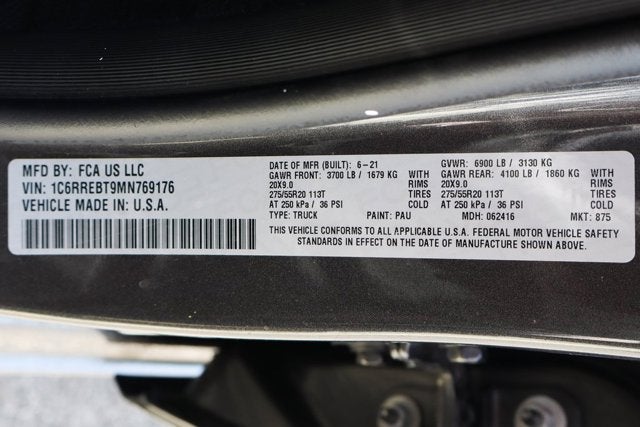 MFD BY: FCA US LLC
VIN: 1C6RREBT9MN769176
VEHICLE MADE IN: U.S.A.
DATE OF MFR (BUILT): 6-21 GVWR: 6900 LB / 3130 KG
GAWR FRONT: 3700 LB / 1679 KG GAWR REAR: 4100 LB / 1860 KG
20X9.0 RIMS 20X9.0 RIMS
275/55R20 113T TIRES 275/55R20 113T TIRES
AT 250 kPa / 36 PSI COLD AT 250 kPa / 36 PSI COLD
TYPE: TRUCK PAINT: PAU MDH: 062416 MKT: 875
THIS VEHICLE CONFORMS TO ALL APPLICABLE U.S.A. FEDERAL MOTOR VEHICLE SAFETY
STANDARDS IN EFFECT ON THE DATE OF MANUFACTURE SHOWN ABOVE.